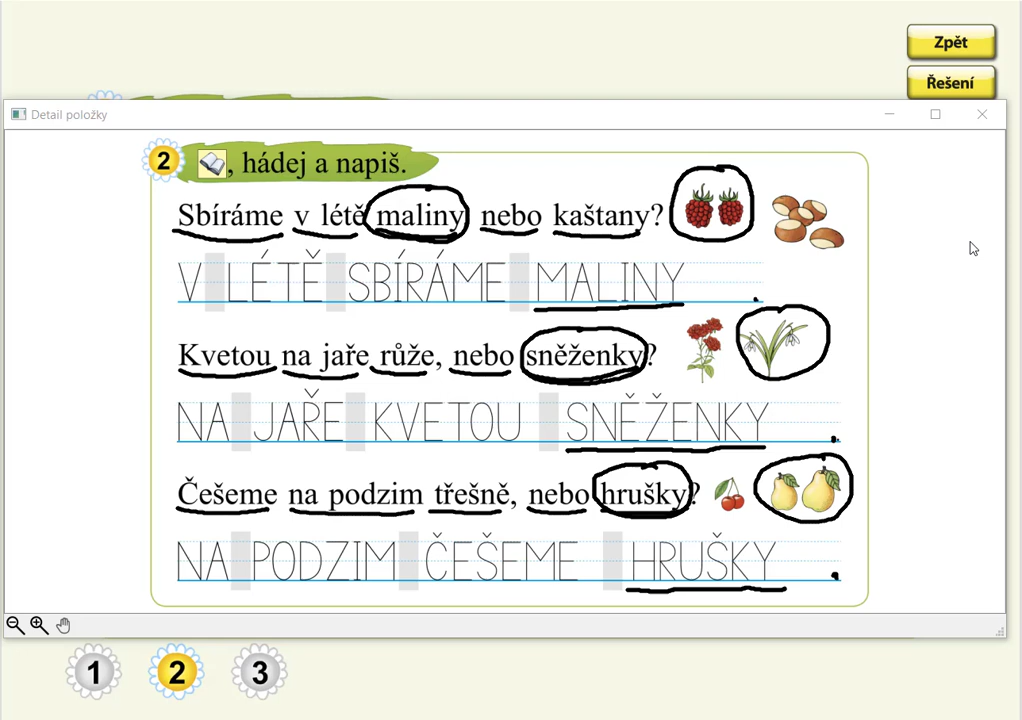 Zpět
Řešení
Detail položky
2 , hádej a napiš.
Sbíráme v létě maliny nebo kaštany?
V LÉTĚ SBÍRÁME MALINY .
Kvetou na jaře růže, nebo sněženky?
NA JAŘE KVETOU SNĚŽENKY .
Češeme na podzim třešně, nebo hrušky?
NA PODZIM ČEŠEME HRUŠKY .
1 2 3